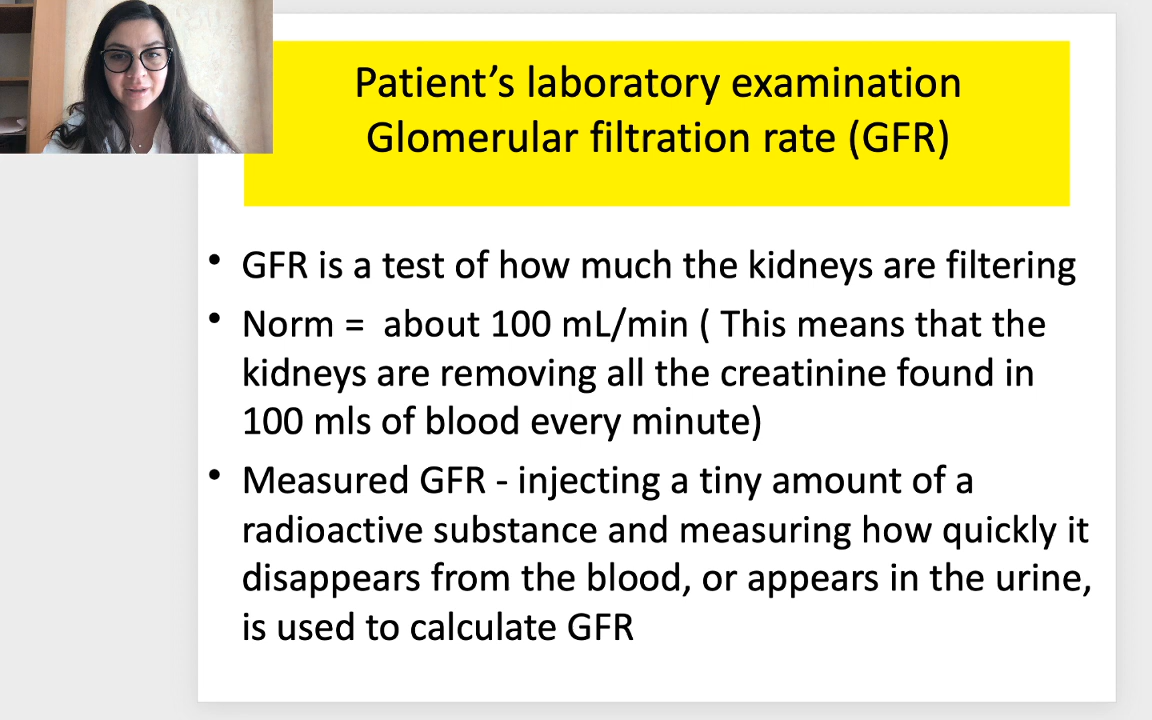 Patient’s laboratory examination
Glomerular filtration rate (GFR)
• GFR is a test of how much the kidneys are filtering
• Norm =  about 100 mL/min ( This means that the
kidneys are removing all the creatinine found in
100 mls of blood every minute)
• Measured GFR - injecting a tiny amount of a
radioactive substance and measuring how quickly it
disappears from the blood, or appears in the urine,
is used to calculate GFR